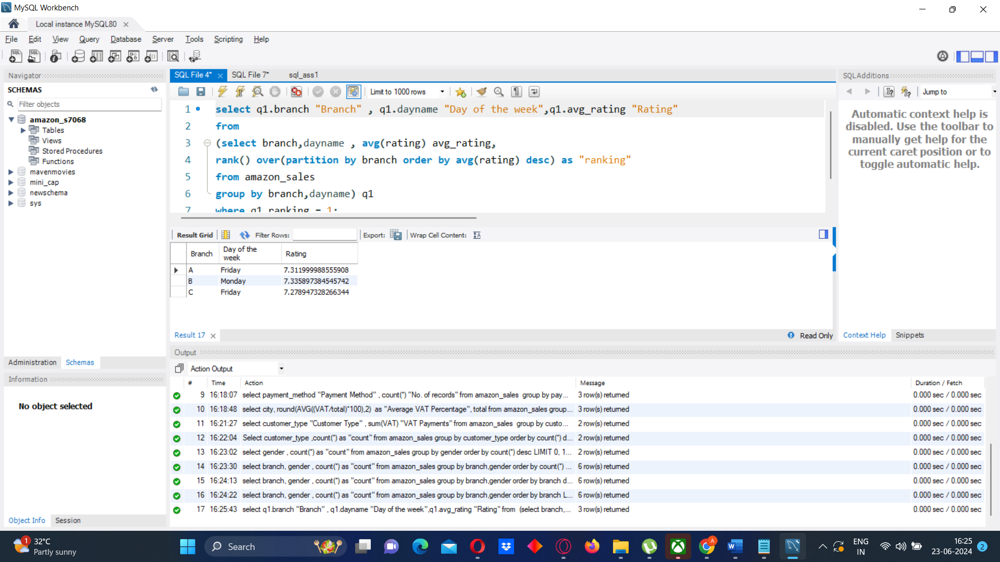 MySQL Workbench
Local instance MySQL80
File Edit View Query Database Server Tools Scripting Help
Navigator
SCHEMAS
Filter objects
amazon_s7068
Tables
Views
Stored Procedures
Functions
mavenmovies
mini_cap
newschema
sys
Administration Schemas
Information
No object selected
Object Info Session
SQL File 4* SQL File 7* sql_ass1
Limit to 1000 rows
1 select q1.branch "Branch" , q1.dayname "Day of the week",q1.avg_rating "Rating"
2 from
3 (select branch,dayname , avg(rating) avg_rating,
4 rank() over(partition by branch order by avg(rating) desc) as "ranking"
5 from amazon_sales
6 group by branch,dayname) q1
7 where q1.ranking = 1;
Result Grid Filter Rows: Export: Wrap Cell Content:
Branch Day of the week Rating
A Friday 7.311999988555908
B Monday 7.335897384545742
C Friday 7.278947328266344
Result 17 Read Only
SQLAdditions
Jump to
Automatic context help is
disabled. Use the toolbar to
manually get help for the
current caret position or to
toggle automatic help.
Context Help Snippets
Output
Action Output
# Time Action Message Duration / Fetch
9 16:18:07 select payment_method "Payment Method" , count(*) "No. of records" from amazon_sales group by pay... 3 row(s) returned 0.000 sec / 0.000 sec
10 16:18:48 select city, round(AVG((VAT/total)*100),2) as "Average VAT Percentage", total from amazon_sales group... 3 row(s) returned 0.000 sec / 0.000 sec
11 16:21:27 select customer_type "Customer Type" , sum(VAT) "VAT Payments" from amazon_sales group by custo... 2 row(s) returned 0.000 sec / 0.000 sec
12 16:22:04 Select customer_type ,count(*) as "count" from amazon_sales group by customer_type order by count(*) d... 2 row(s) returned 0.000 sec / 0.000 sec
13 16:23:02 select gender , count(*) as "count" from amazon_sales group by gender order by count(*) desc LIMIT 0, 1... 2 row(s) returned 0.000 sec / 0.000 sec
14 16:23:30 select branch, gender , count(*) as "count" from amazon_sales group by branch,gender order by count(*) ... 6 row(s) returned 0.000 sec / 0.000 sec
15 16:24:13 select branch, gender , count(*) as "count" from amazon_sales group by branch,gender order by branch d... 6 row(s) returned 0.000 sec / 0.000 sec
16 16:24:22 select branch, gender , count(*) as "count" from amazon_sales group by branch,gender order by branch L... 6 row(s) returned 0.000 sec / 0.000 sec
17 16:25:43 select q1.branch "Branch" , q1.dayname "Day of the week",q1.avg_rating "Rating" from (select branch,... 3 row(s) returned 0.000 sec / 0.000 sec
1 32°C
Partly sunny
Search
ENG
IN
16:25
23-06-2024
2